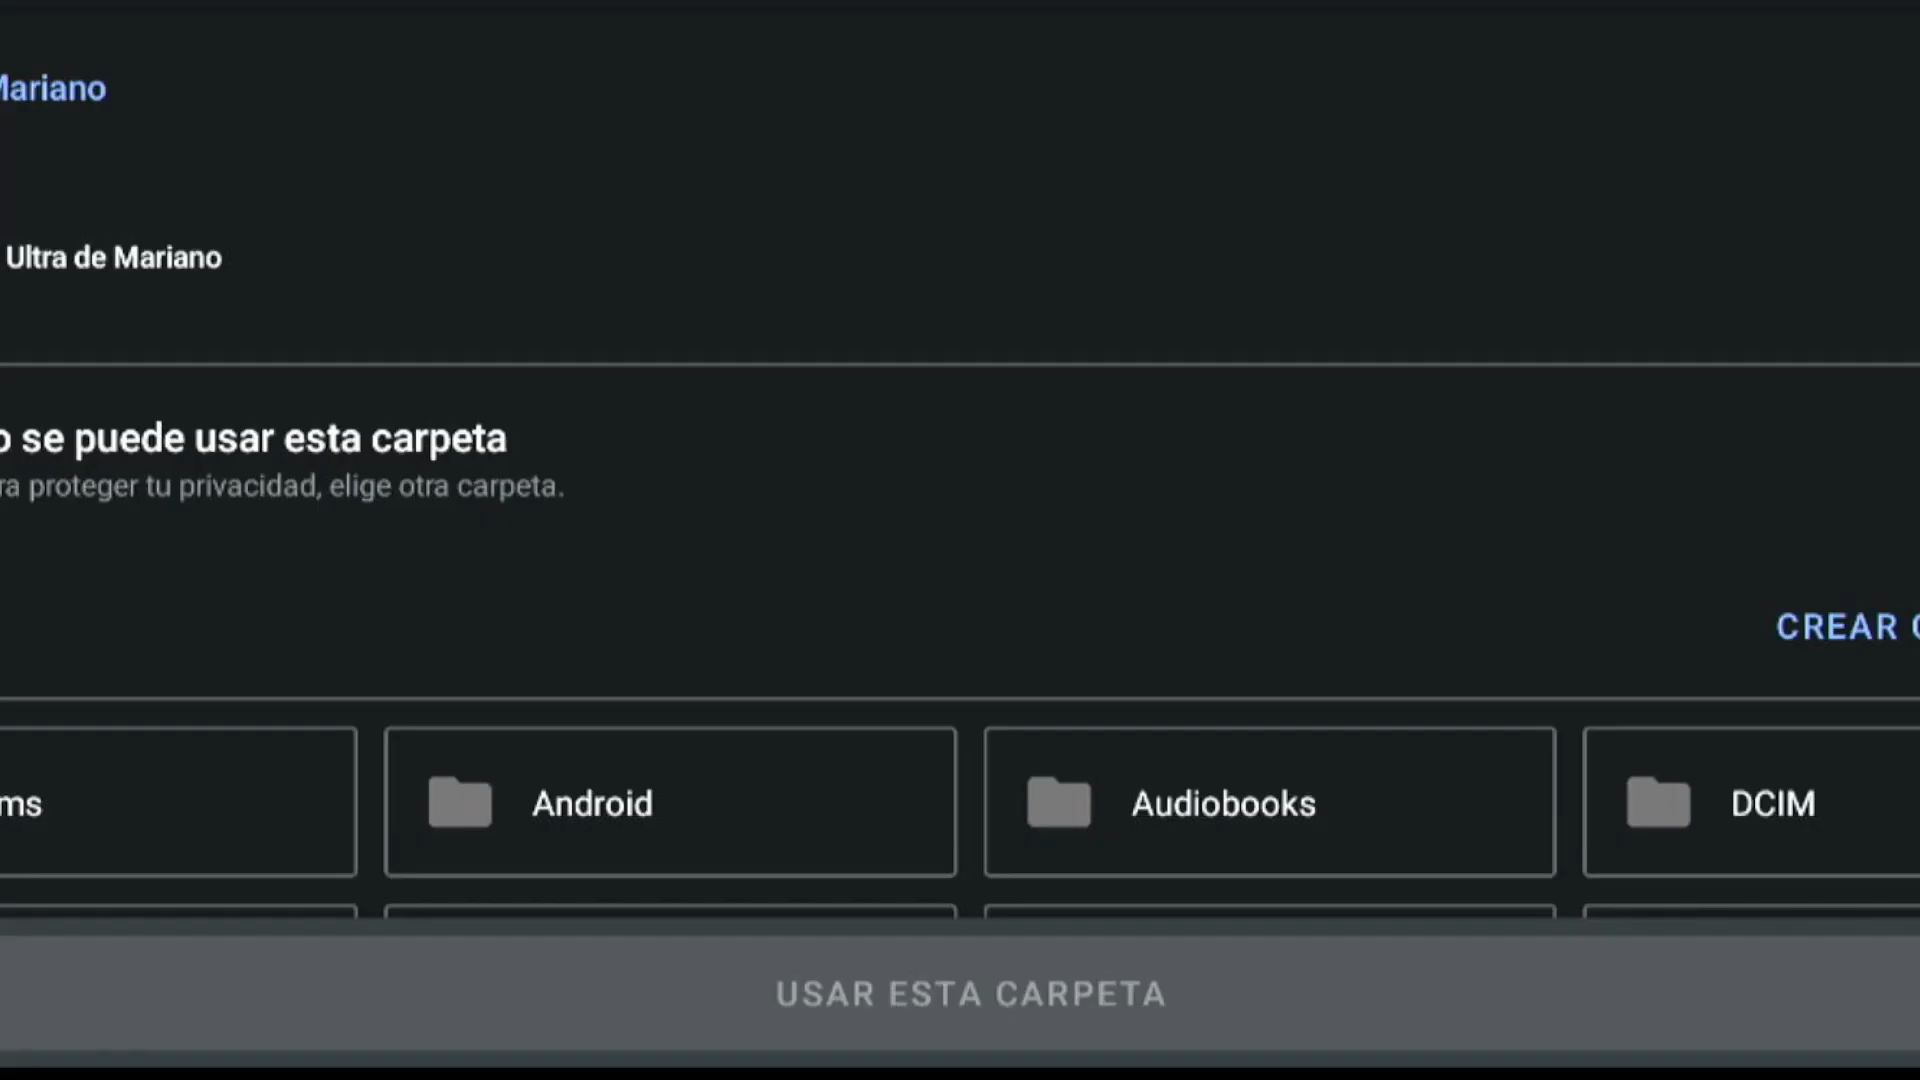 Mariano
Ultra de Mariano
o se puede usar esta carpeta
ra proteger tu privacidad, elige otra carpeta.
CREAR
ms
Android
Audiobooks
DCIM
USAR ESTA CARPETA